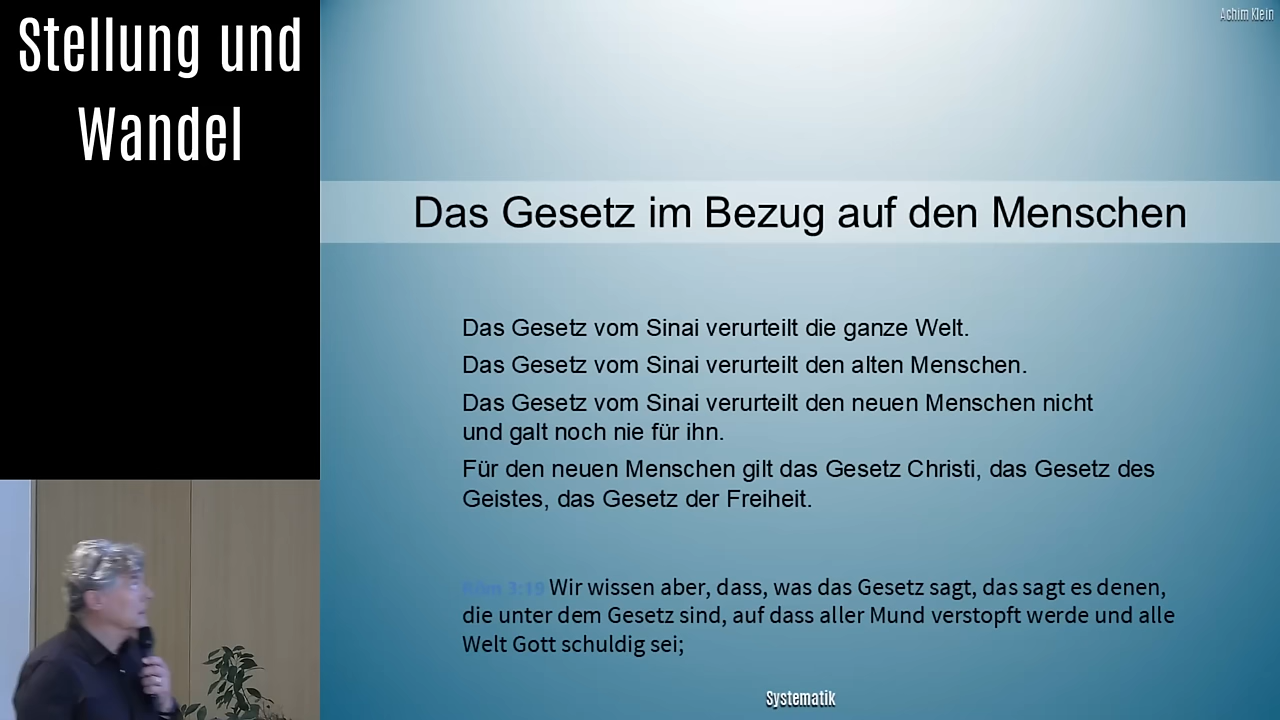 Stellung und
Wandel
Achim Klein
Das Gesetz im Bezug auf den Menschen
Das Gesetz vom Sinai verurteilt die ganze Welt.
Das Gesetz vom Sinai verurteilt den alten Menschen.
Das Gesetz vom Sinai verurteilt den neuen Menschen nicht
und galt noch nie für ihn.
Für den neuen Menschen gilt das Gesetz Christi, das Gesetz des
Geistes, das Gesetz der Freiheit.
Röm 3:19 Wir wissen aber, dass, was das Gesetz sagt, das sagt es denen,
die unter dem Gesetz sind, auf dass aller Mund verstopft werde und alle
Welt Gott schuldig sei;
Systematik